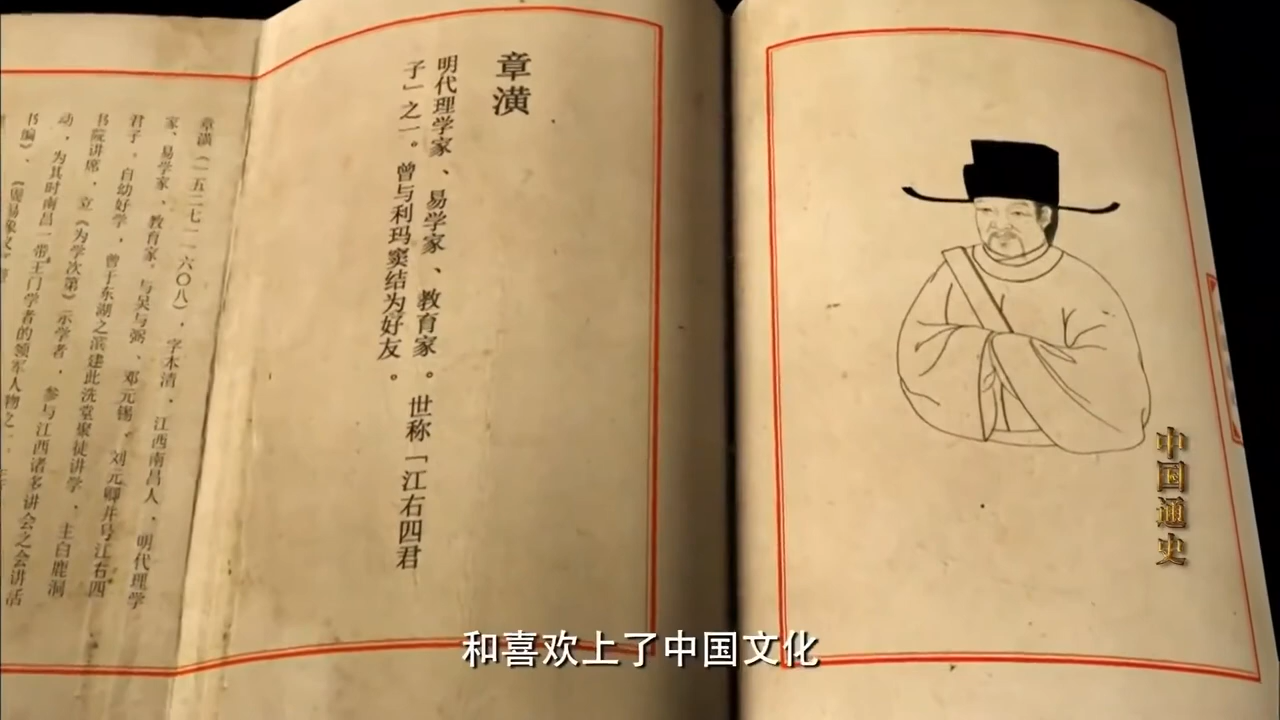 章潢
明代理学家、易学家、教育家。世称「江右四君
子」之一。曾与利玛窦结为好友。
章潢（一五二七－一六〇八），字本清，江西南昌人，明代理学
家、易学家、教育家。与吴与弼、邓元锡、刘元卿并号江右四
君子。自幼好学，曾于东湖之滨建此洗堂聚徒讲学，主白鹿洞
书院讲席，立《为学次第》示学者，参与江西诸多讲会之会讲活
动，为其时南昌一带王门学者的领军人物之一
书编》、《周易象义》
中国通史
和喜欢上了中国文化